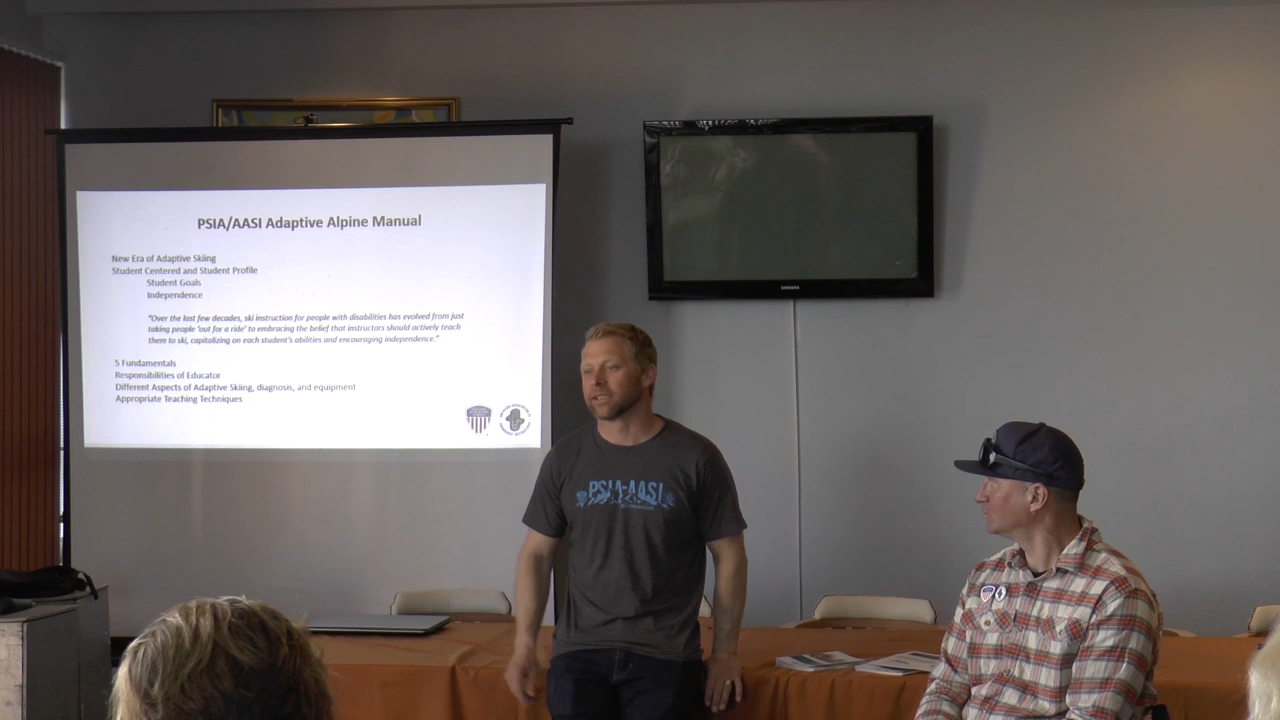 PSIA/AASI Adaptive Alpine Manual
New Era of Adaptive Skiing
Student Centered and Student Profile
Student Goals
Independence
"Over the last few decades, ski instruction for people with disabilities has evolved from just
taking people 'out for a ride' to embracing the belief that instructors should actively teach
them to ski, capitalizing on each student's abilities and encouraging independence."
5 Fundamentals
Responsibilities of Educator
Different Aspects of Adaptive Skiing, diagnosis, and equipment
Appropriate Teaching Techniques
SAMSUNG
PSIA-AASI